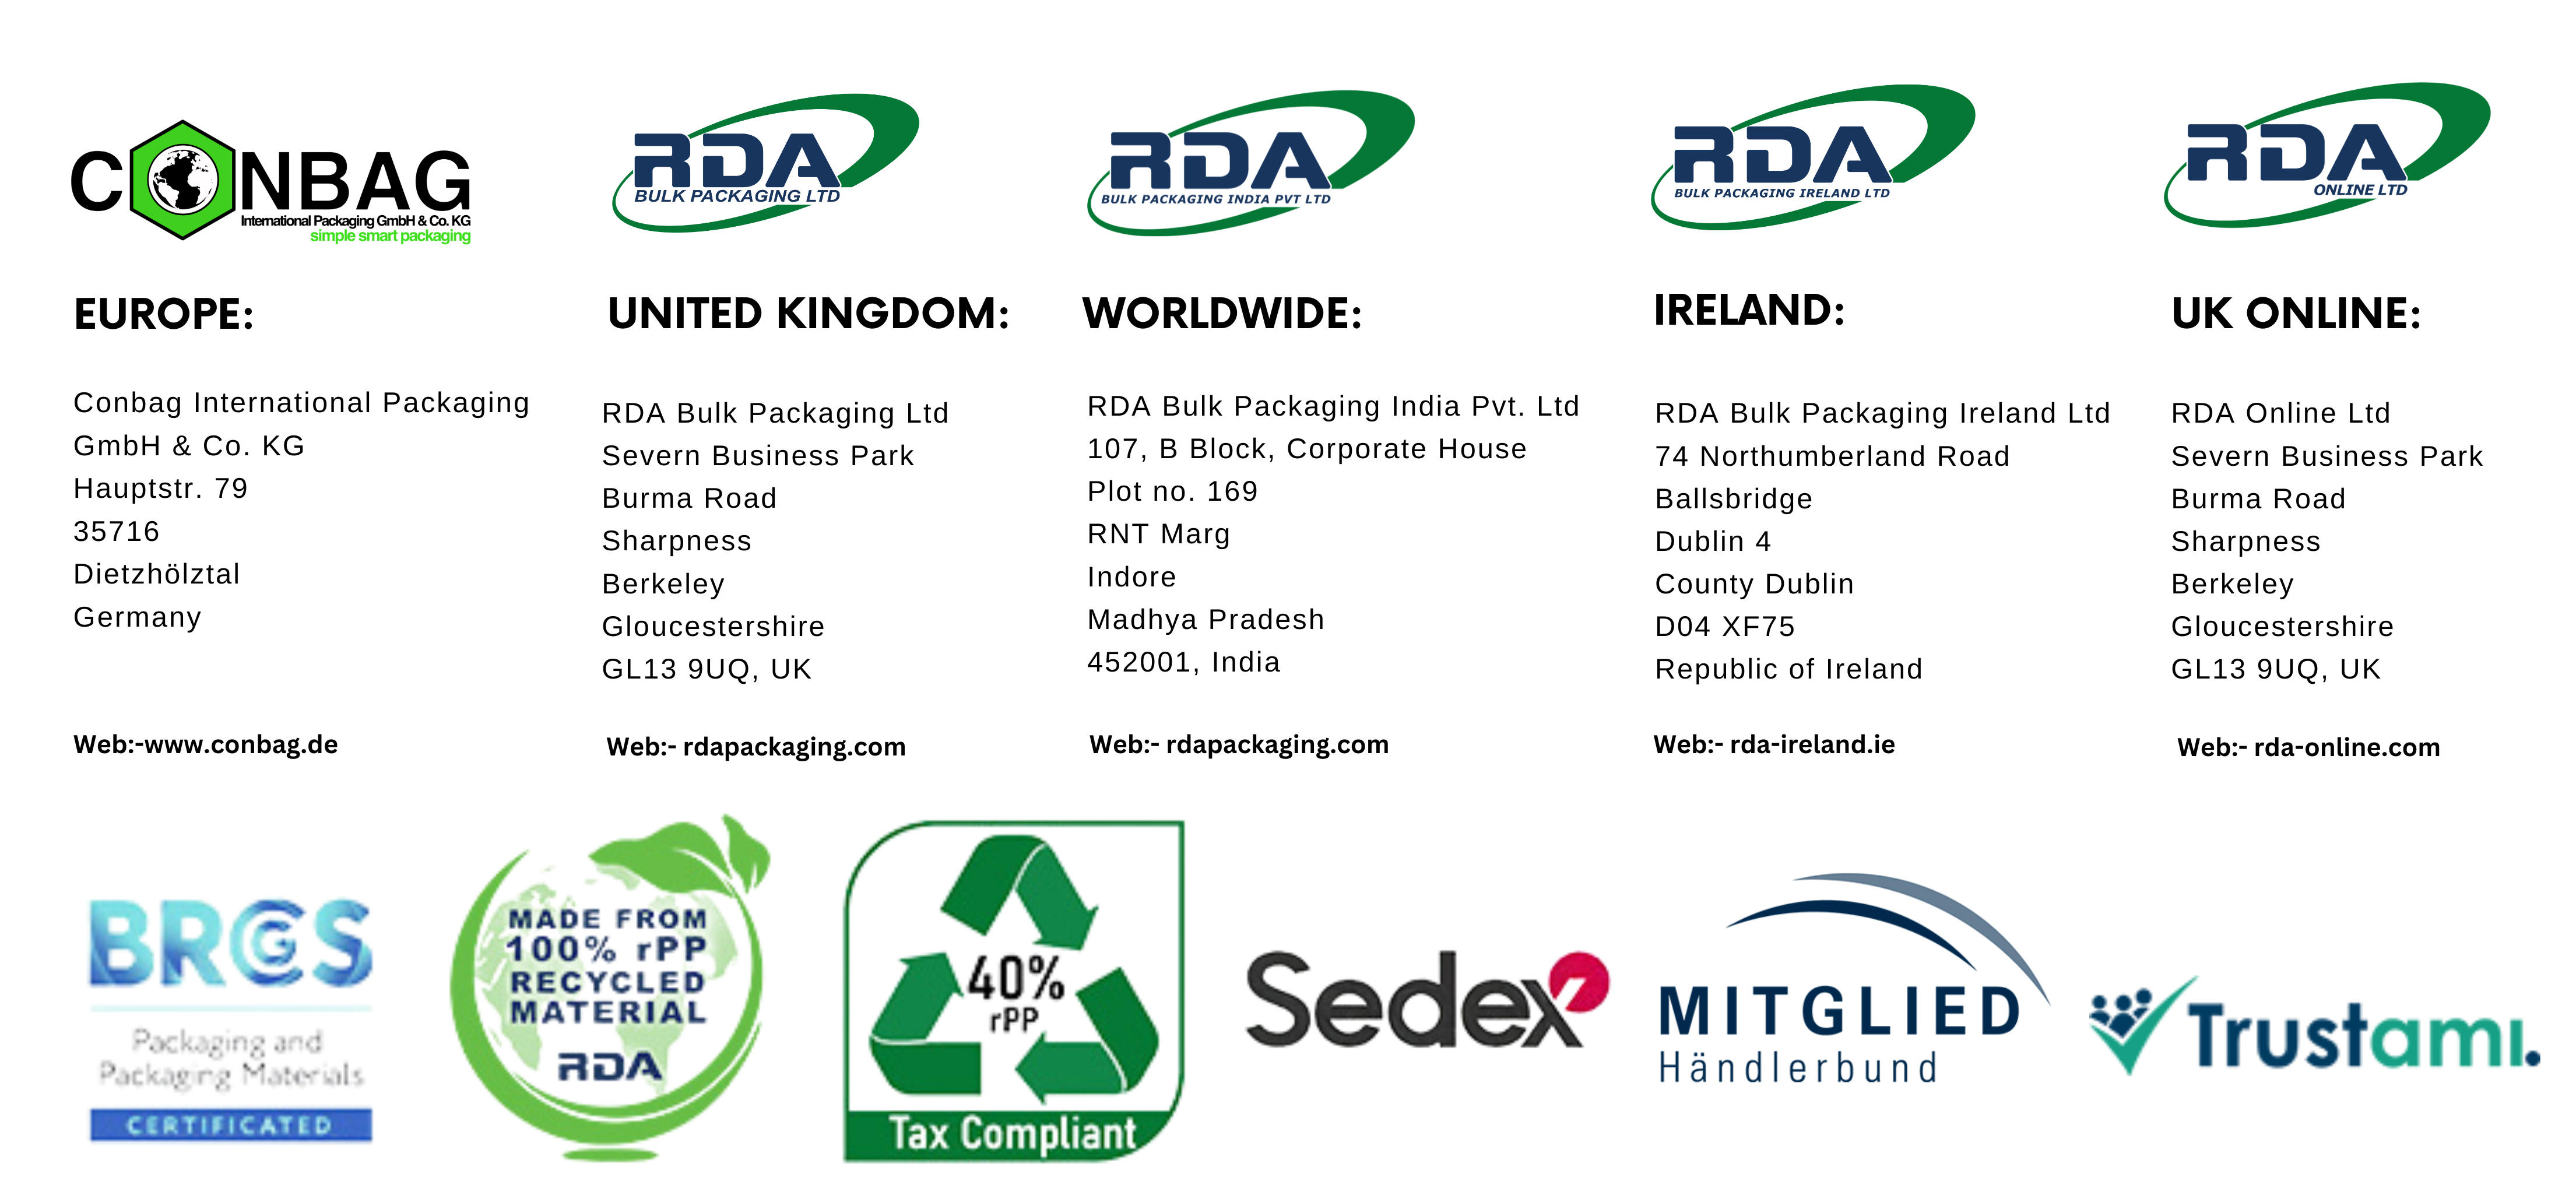 CONBAG
International Packaging GmbH & Co. KG
simple smart packaging
EUROPE:
Conbag International Packaging
GmbH & Co. KG
Hauptstr. 79
35716
Dietzhölztal
Germany
Web:-www.conbag.de
RDA
BULK PACKAGING LTD
UNITED KINGDOM:
RDA Bulk Packaging Ltd
Severn Business Park
Burma Road
Sharpness
Berkeley
Gloucestershire
GL13 9UQ, UK
Web:- rdapackaging.com
RDA
BULK PACKAGING INDIA PVT LTD
WORLDWIDE:
RDA Bulk Packaging India Pvt. Ltd
107, B Block, Corporate House
Plot no. 169
RNT Marg
Indore
Madhya Pradesh
452001, India
Web:- rdapackaging.com
RDA
BULK PACKAGING IRELAND LTD
IRELAND:
RDA Bulk Packaging Ireland Ltd
74 Northumberland Road
Ballsbridge
Dublin 4
County Dublin
D04 XF75
Republic of Ireland
Web:- rda-ireland.ie
RDA
ONLINE LTD
UK ONLINE:
RDA Online Ltd
Severn Business Park
Burma Road
Sharpness
Berkeley
Gloucestershire
GL13 9UQ, UK
Web:- rda-online.com
BRCGS
Packaging and
Packaging Materials
CERTIFICATED
MADE FROM
100% rPP
RECYCLED
MATERIAL
RDA
40%
rPP
Tax Compliant
Sedex
MITGLIED
Händlerbund
Trustami.